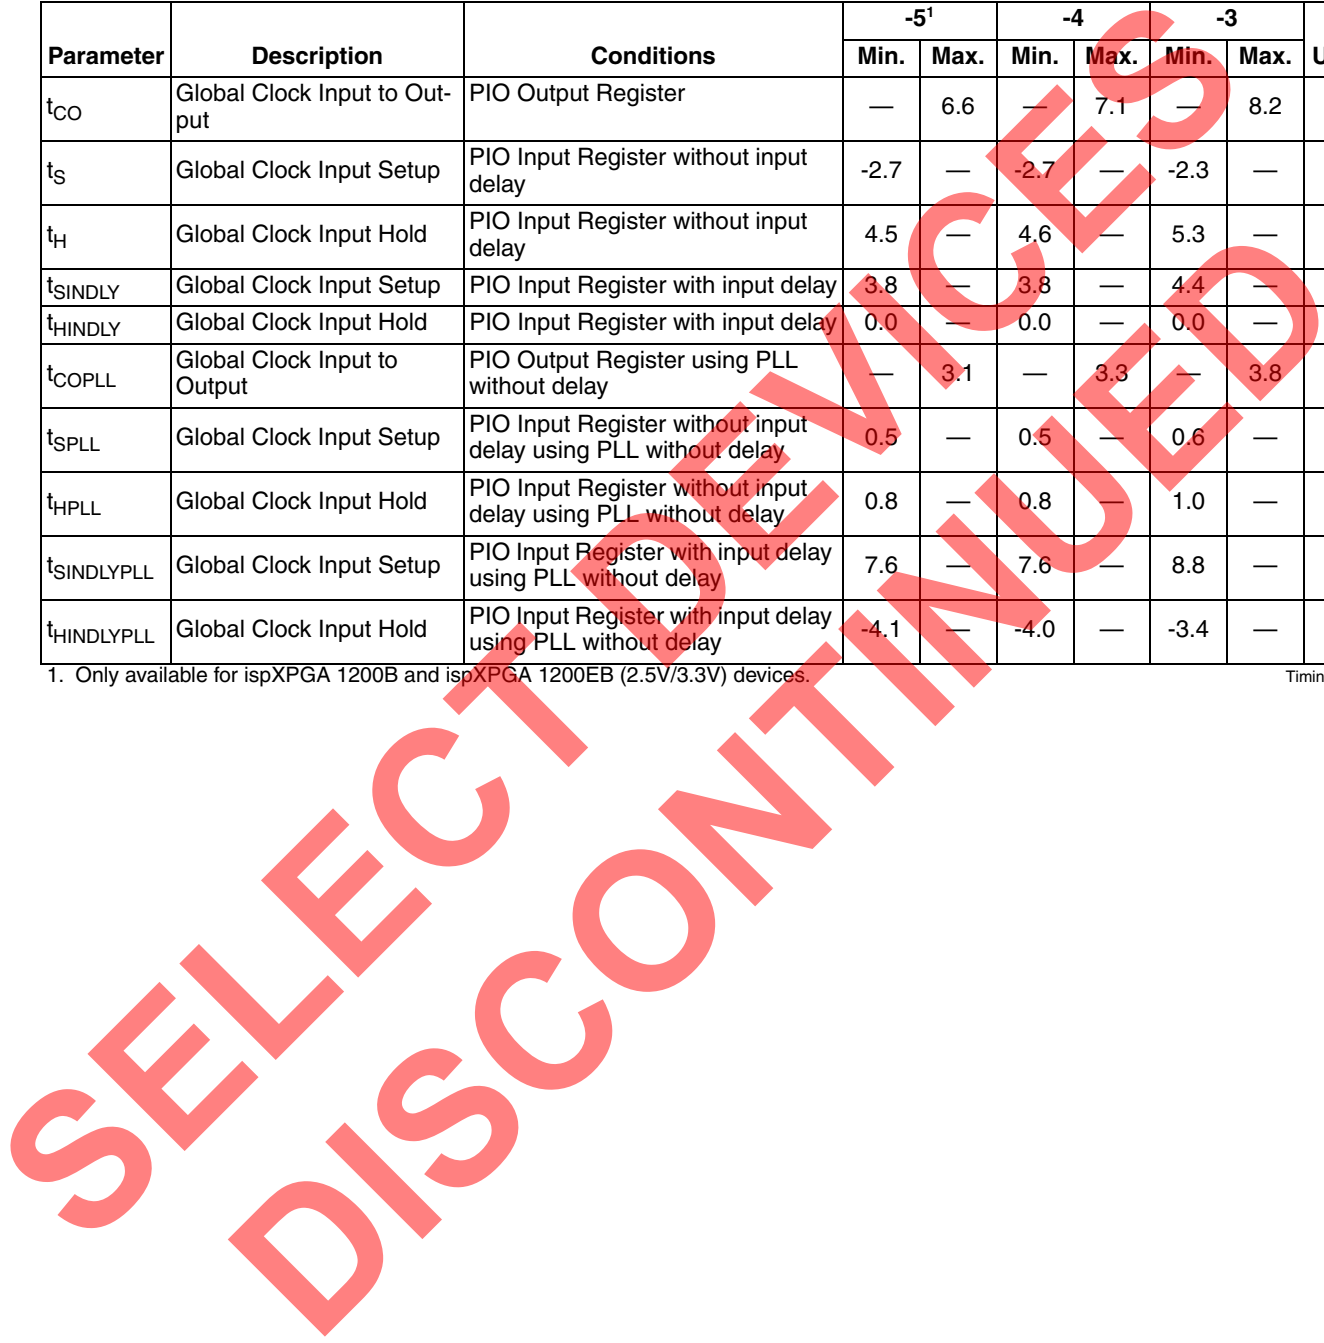 -5¹ -4 -3
Parameter Description Conditions Min. Max. Min. Max. Min. Max. U
tCO Global Clock Input to Out- PIO Output Register — 6.6 — 7.1 — 8.2
put
tS Global Clock Input Setup PIO Input Register without input -2.7 — -2.7 — -2.3 —
delay
tH Global Clock Input Hold PIO Input Register without input 4.5 — 4.6 — 5.3 —
delay
tSINDLY Global Clock Input Setup PIO Input Register with input delay 3.8 — 3.8 — 4.4 —
tHINDLY Global Clock Input Hold PIO Input Register with input delay 0.0 — 0.0 — 0.0 —
tCOPLL Global Clock Input to PIO Output Register using PLL — 3.1 — 3.3 — 3.8
Output without delay
tSPLL Global Clock Input Setup PIO Input Register without input 0.5 — 0.5 — 0.6 —
delay using PLL without delay
tHPLL Global Clock Input Hold PIO Input Register without input 0.8 — 0.8 — 1.0 —
delay using PLL without delay
tSINDLYPLL Global Clock Input Setup PIO Input Register with input delay 7.6 — 7.6 — 8.8 —
using PLL without delay
tHINDLYPLL Global Clock Input Hold PIO Input Register with input delay -4.1 — -4.0 — -3.4 —
using PLL without delay
1. Only available for ispXPGA 1200B and ispXPGA 1200EB (2.5V/3.3V) devices. Timin
SELECT DEVICES
DISCONTINUED